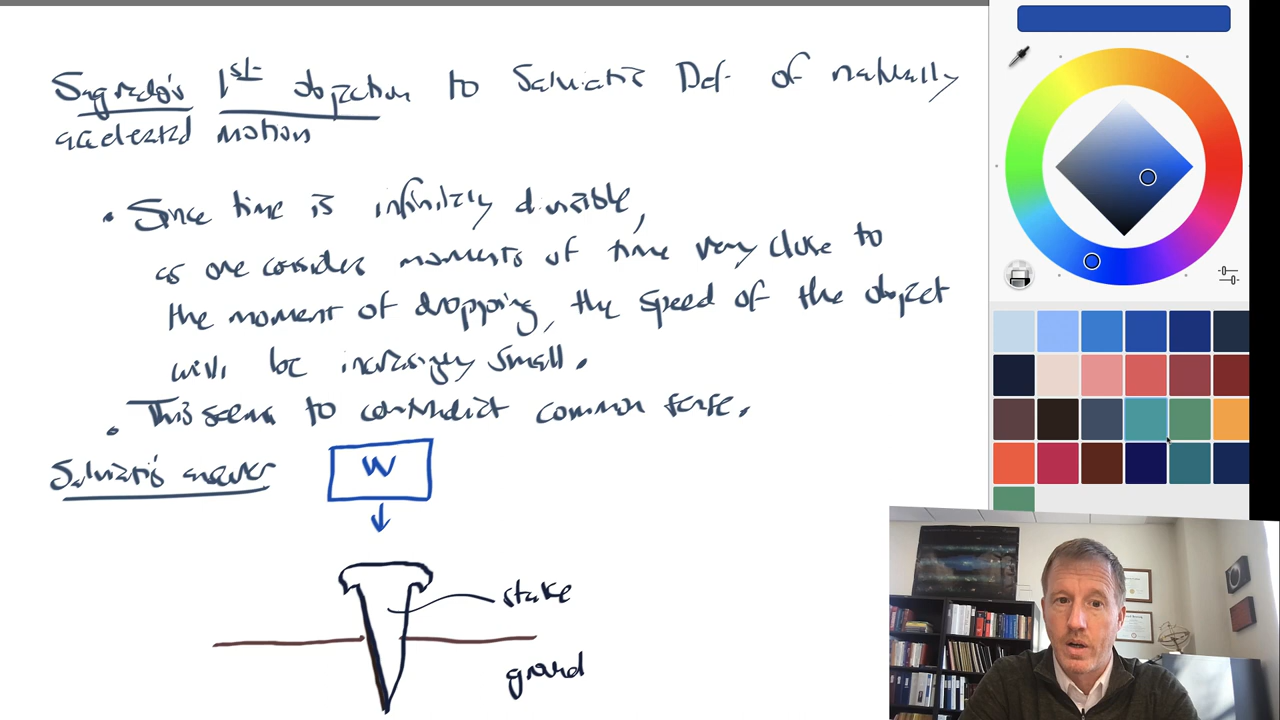 Sagredo's 1st objection to Salviati's Def. of naturally
accelerated motion
• Since time is infinitely divisible,
as one considers moments of time very close to
the moment of dropping, the speed of the object
will be increasingly small.
• This seems to contradict common sense.
Salviati's answer
W
stake
ground